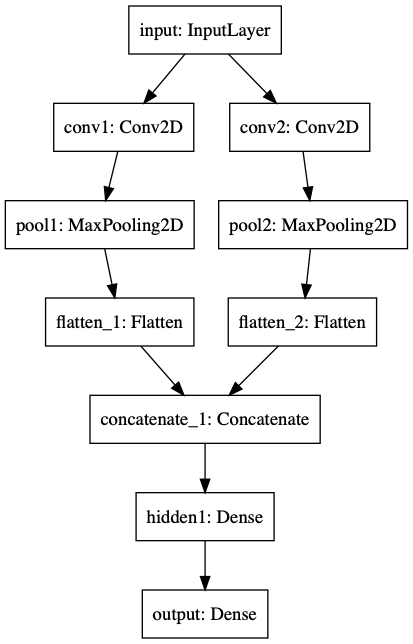 input: InputLayer
conv1: Conv2D
conv2: Conv2D
pool1: MaxPooling2D
pool2: MaxPooling2D
flatten_1: Flatten
flatten_2: Flatten
concatenate_1: Concatenate
hidden1: Dense
output: Dense